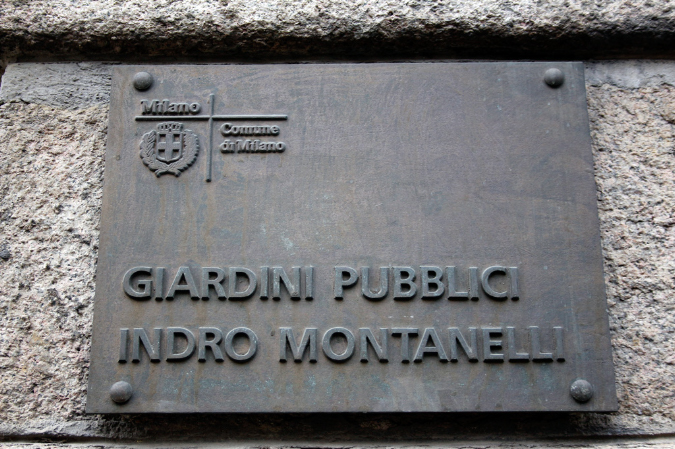 Milano
Comune
di Milano
GIARDINI PUBBLICI
INDRO MONTANELLI